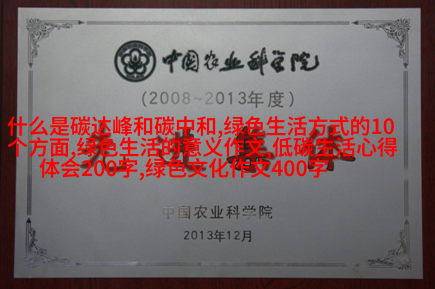 中国农业科学院
(2008~2013年度)
什么是碳达峰和碳中和,绿色生活方式的10
个方面,绿色生活的意义作文,低碳生活心得
体会200字,绿色文化作文400字
中国农业科学院
2013年12月